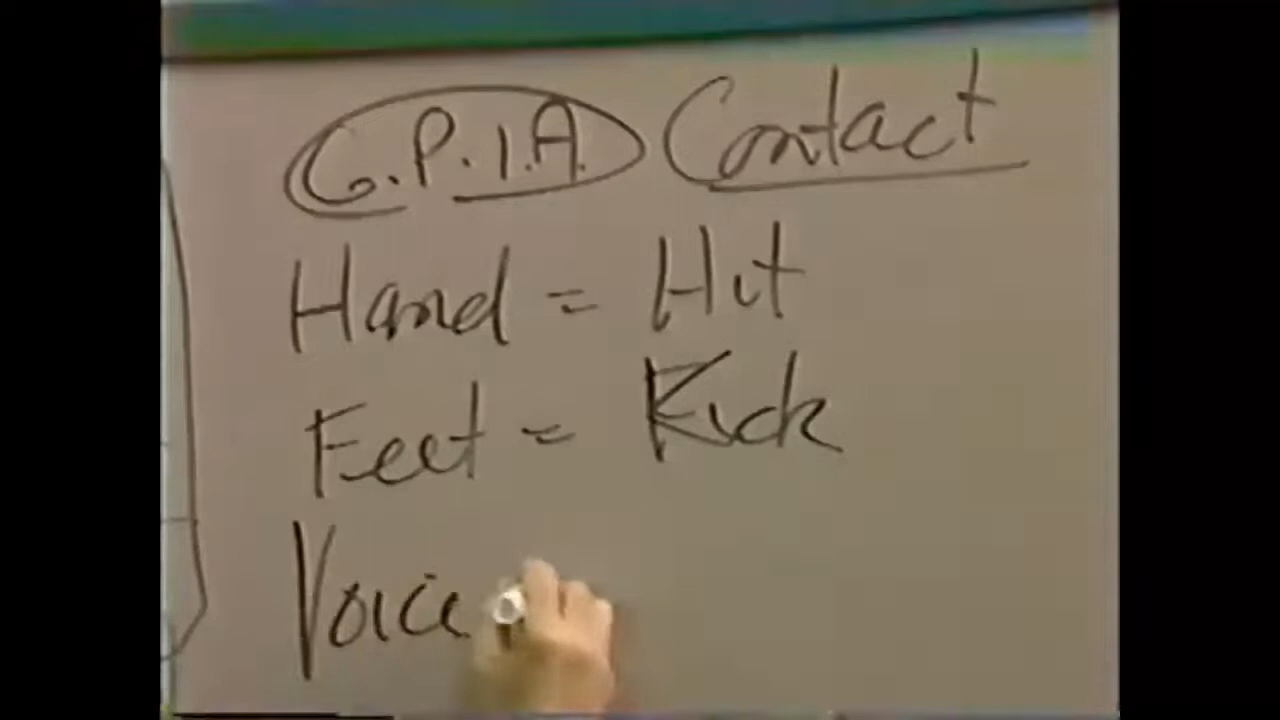 G.P.I.A. Contact
Hand = Hit
Feet = Kick
Voice